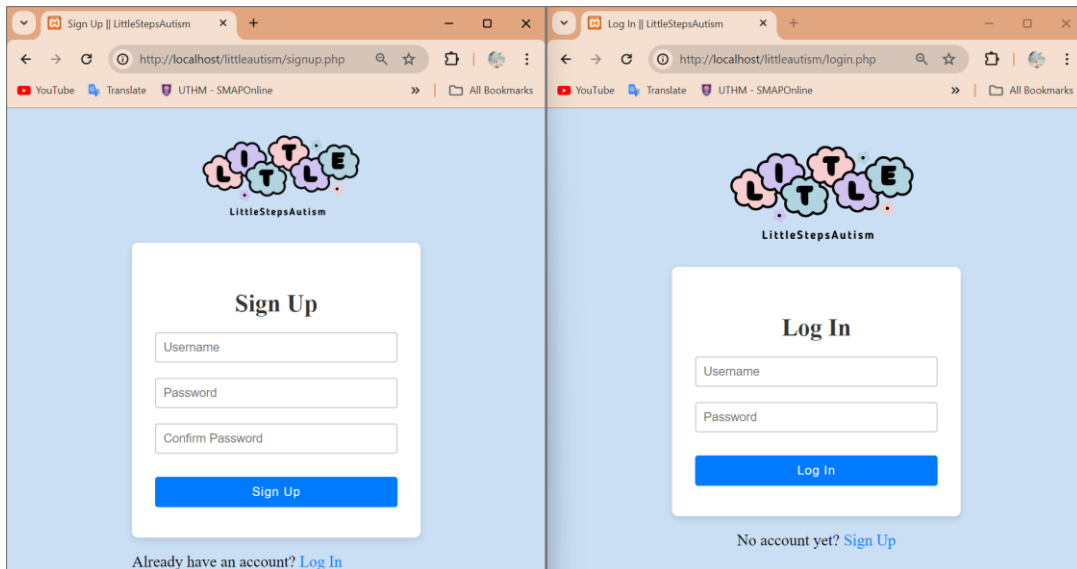 Sign Up || LittleStepsAutism
http://localhost/littleautism/signup.php
YouTube Translate UTHM - SMAPOnline » All Bookmarks
LITTLE
LittleStepsAutism
Sign Up
Username
Password
Confirm Password
Sign Up
Already have an account? Log In
Log In || LittleStepsAutism
http://localhost/littleautism/login.php
YouTube Translate UTHM - SMAPOnline » All Bookmarks
LITTLE
LittleStepsAutism
Log In
Username
Password
Log In
No account yet? Sign Up